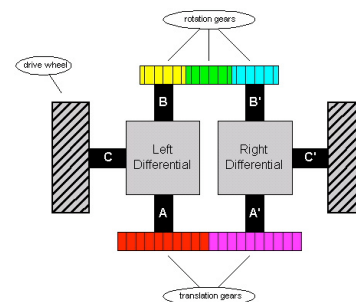 rotation gears
drive wheel
B
B'
Left
Differential
Right
Differential
C
C'
A
A'
translation gears